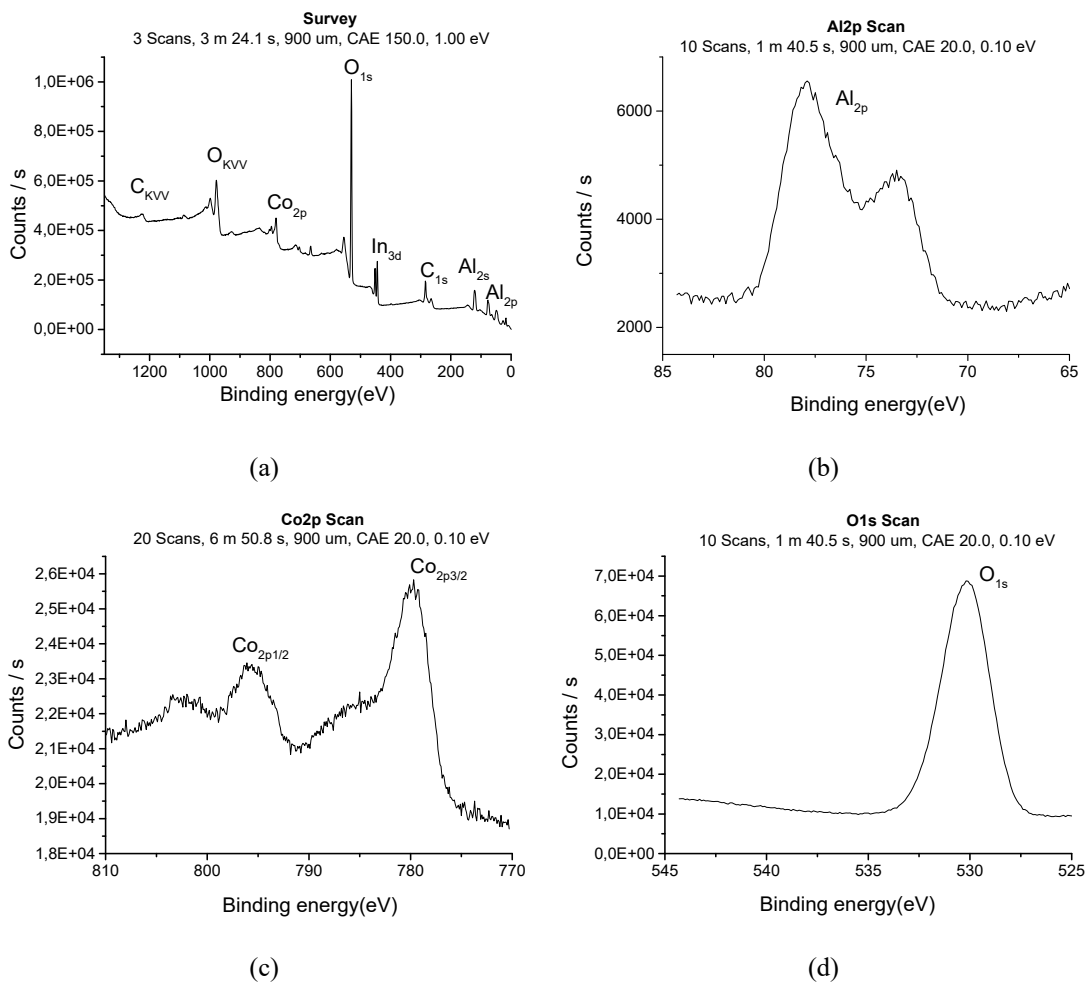 Survey
3 Scans, 3 m 24.1 s, 900 um, CAE 150.0, 1.00 eV
1,0E+06
8,0E+05
6,0E+05
4,0E+05
2,0E+05
0,0E+00
Counts / s
O1s
OKVV
CKVV
Co2p
In3d
C1s
Al2s
Al2p
1200 1000 800 600 400 200 0
Binding energy(eV)
(a)
Al2p Scan
10 Scans, 1 m 40.5 s, 900 um, CAE 20.0, 0.10 eV
6000
4000
2000
Counts / s
Al2p
85 80 75 70 65
Binding energy(eV)
(b)
Co2p Scan
20 Scans, 6 m 50.8 s, 900 um, CAE 20.0, 0.10 eV
2,6E+04
2,5E+04
2,4E+04
2,3E+04
2,2E+04
2,1E+04
2,0E+04
1,9E+04
1,8E+04
Counts / s
Co2p3/2
Co2p1/2
810 800 790 780 770
Binding energy(eV)
(c)
O1s Scan
10 Scans, 1 m 40.5 s, 900 um, CAE 20.0, 0.10 eV
7,0E+04
6,0E+04
5,0E+04
4,0E+04
3,0E+04
2,0E+04
1,0E+04
0,0E+00
Counts / s
O1s
545 540 535 530 525
Binding energy(eV)
(d)